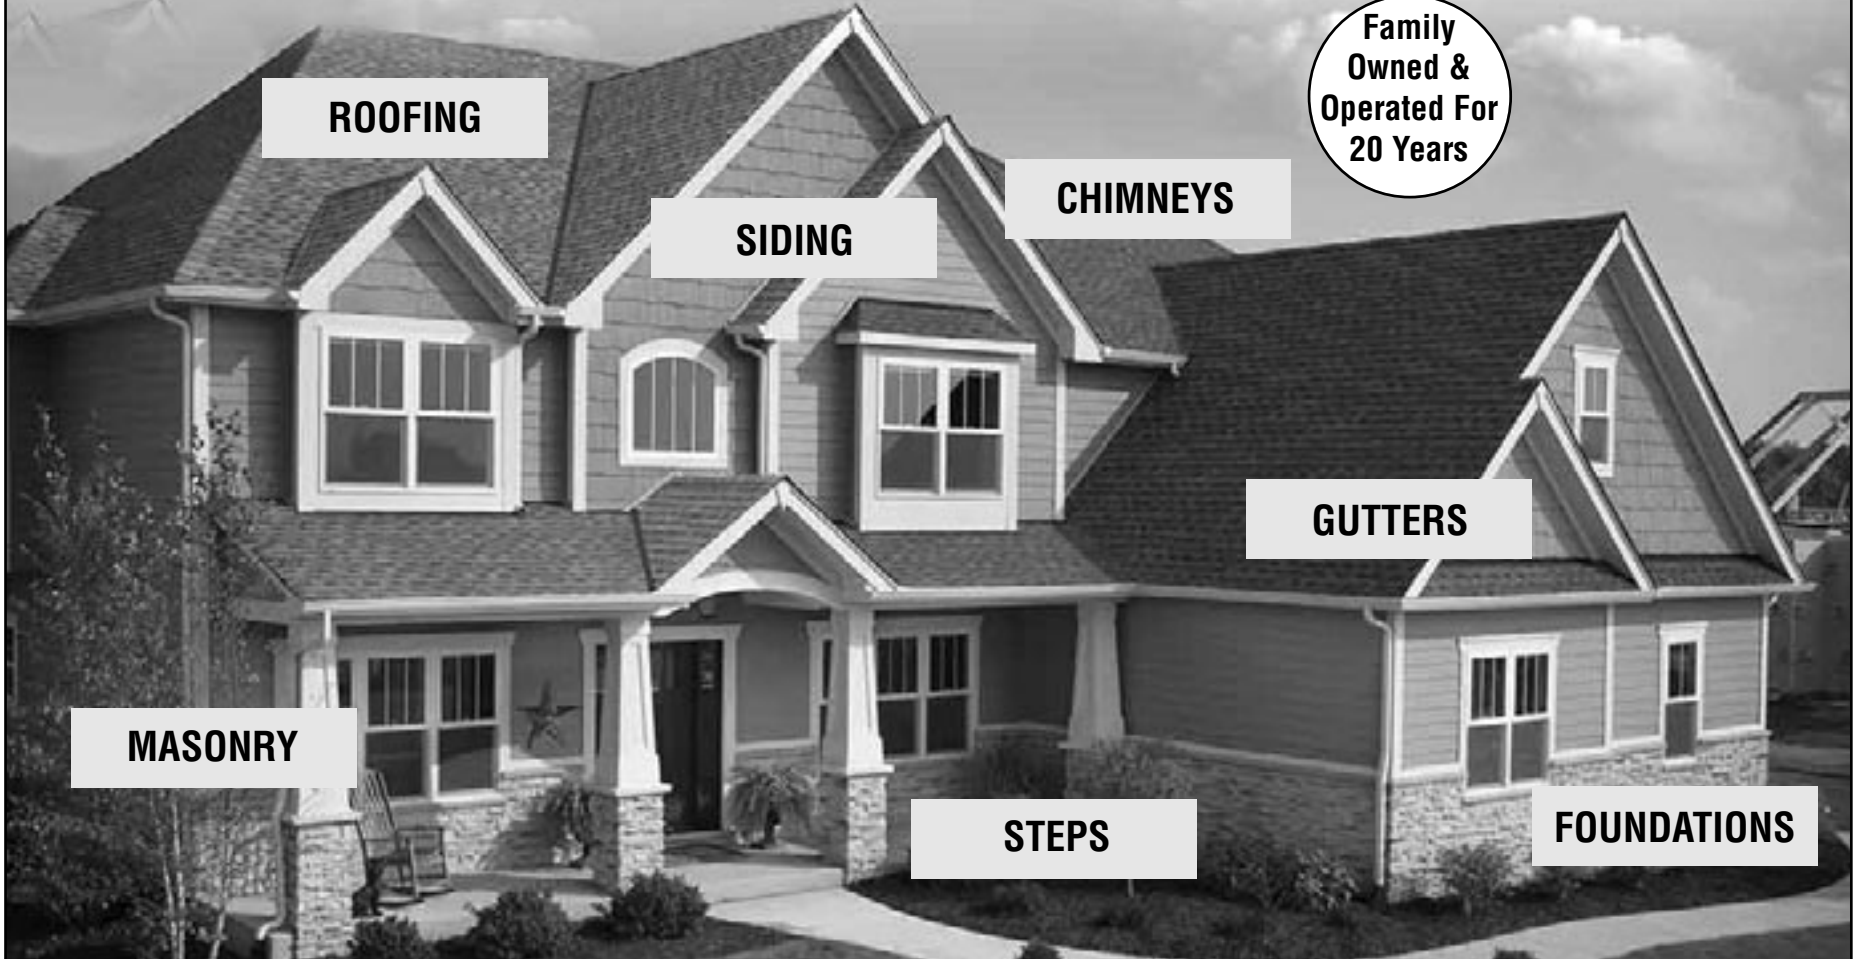 Family
Owned &
Operated For
20 Years
ROOFING
CHIMNEYS
SIDING
GUTTERS
MASONRY
STEPS
FOUNDATIONS